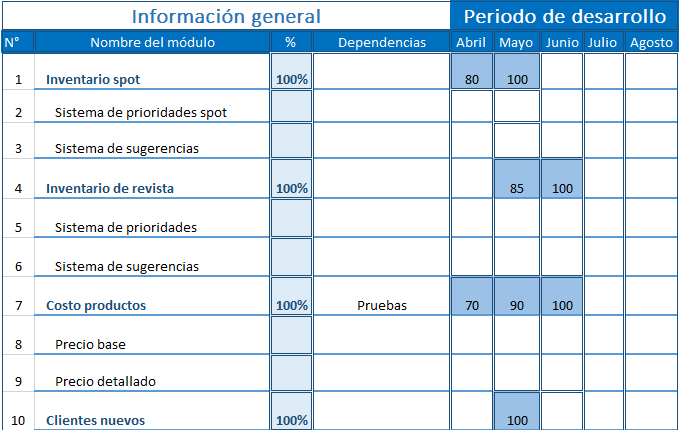 Información general Periodo de desarrollo
N° Nombre del módulo % Dependencias Abril Mayo Junio Julio Agosto
1 Inventario spot 100% 80 100
2 Sistema de prioridades spot
3 Sistema de sugerencias
4 Inventario de revista 100% 85 100
5 Sistema de prioridades
6 Sistema de sugerencias
7 Costo productos 100% Pruebas 70 90 100
8 Precio base
9 Precio detallado
10 Clientes nuevos 100% 100